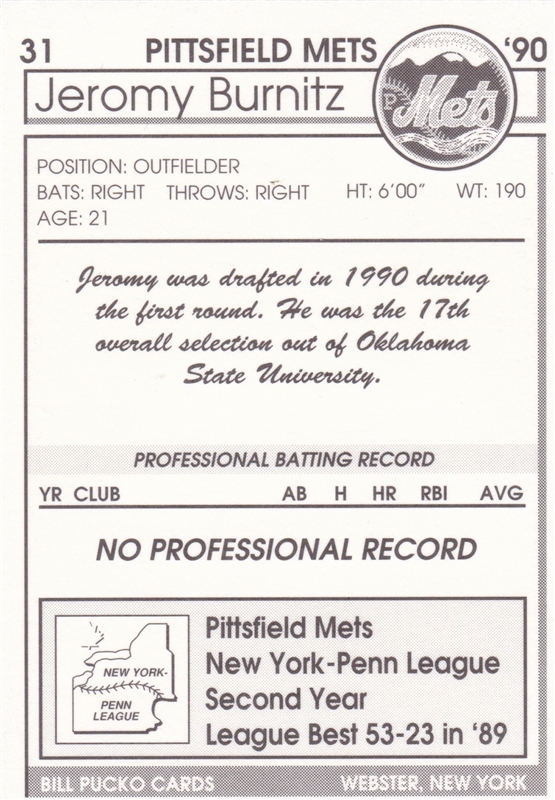 31 PITTSFIELD METS '90
Jeromy Burnitz
P Mets
POSITION: OUTFIELDER
BATS: RIGHT THROWS: RIGHT HT: 6'00" WT: 190
AGE: 21
Jeromy was drafted in 1990 during
the first round. He was the 17th
overall selection out of Oklahoma
State University.
PROFESSIONAL BATTING RECORD
YR CLUB AB H HR RBI AVG
NO PROFESSIONAL RECORD
NEW YORK-
PENN
LEAGUE
Pittsfield Mets
New York-Penn League
Second Year
League Best 53-23 in '89
BILL PUCKO CARDS WEBSTER, NEW YORK